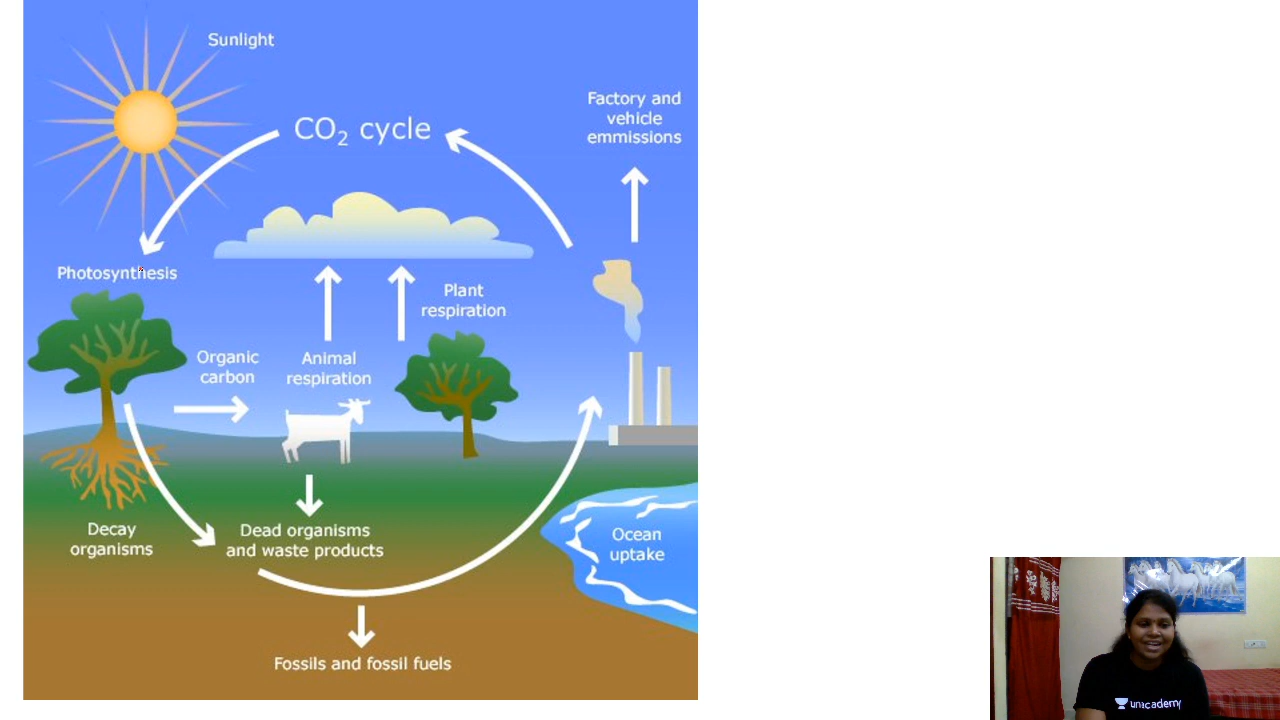 Sunlight
CO₂ cycle
Factory and
vehicle
emmissions
Photosynthesis
Plant
respiration
Organic
carbon
Animal
respiration
Decay
organisms
Dead organisms
and waste products
Ocean
uptake
Fossils and fossil fuels
unacademy